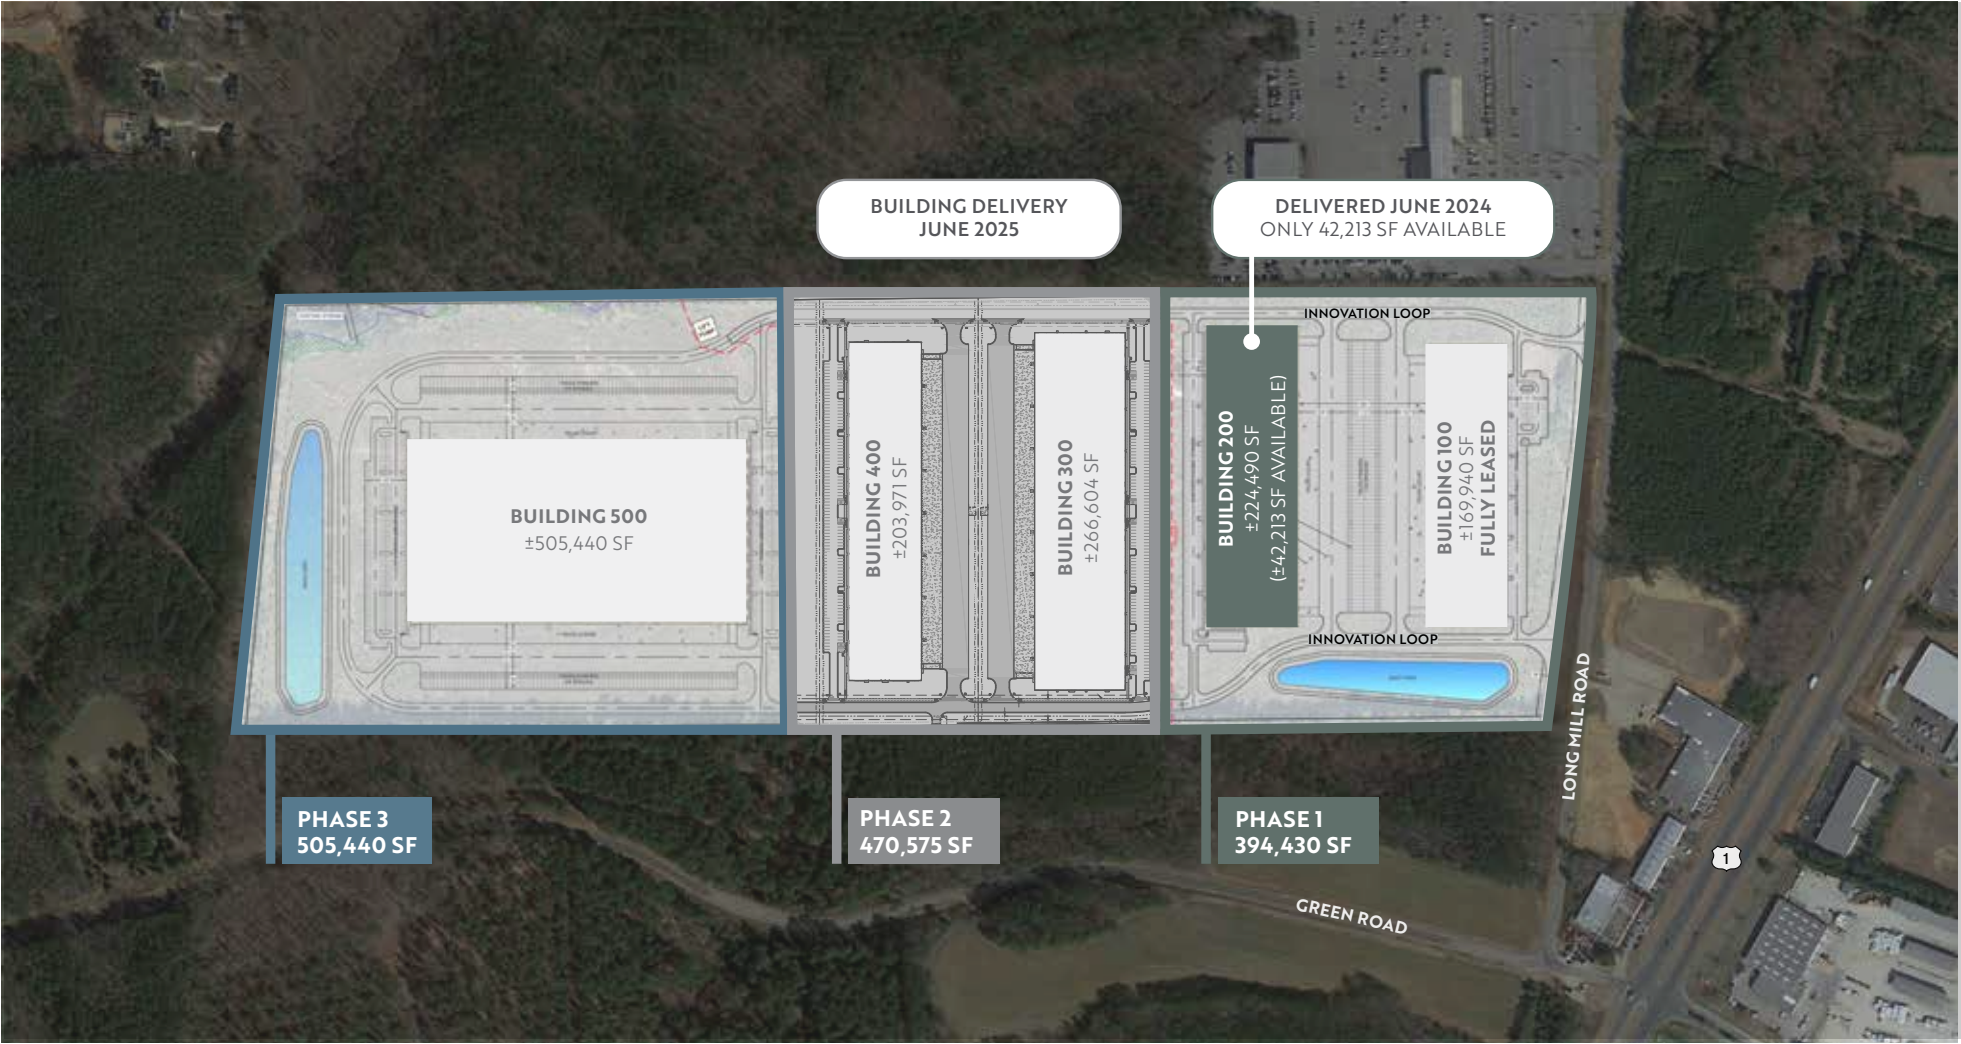 BUILDING DELIVERY
JUNE 2025
DELIVERED JUNE 2024
ONLY 42,213 SF AVAILABLE
INNOVATION LOOP
BUILDING 500
±505,440 SF
BUILDING 400
±203,971 SF
BUILDING 300
±266,604 SF
BUILDING 200
±224,490 SF
(±42,213 SF AVAILABLE)
BUILDING 100
±169,940 SF
FULLY LEASED
INNOVATION LOOP
LONG MILL ROAD
PHASE 3
505,440 SF
PHASE 2
470,575 SF
PHASE 1
394,430 SF
1
GREEN ROAD